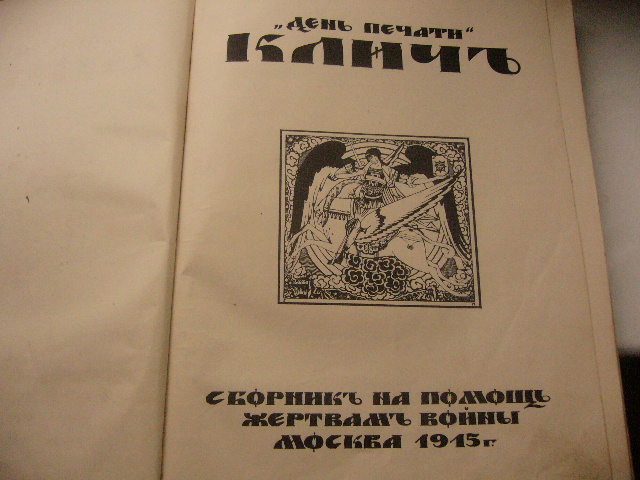 „ДЕНЬ ПЕЧАТИ“
КЛИЧЪ
СБОРНИКЪ НА ПОМОЩЬ
ЖЕРТВАМЪ ВОЙНЫ
МОСКВА 1915 г.